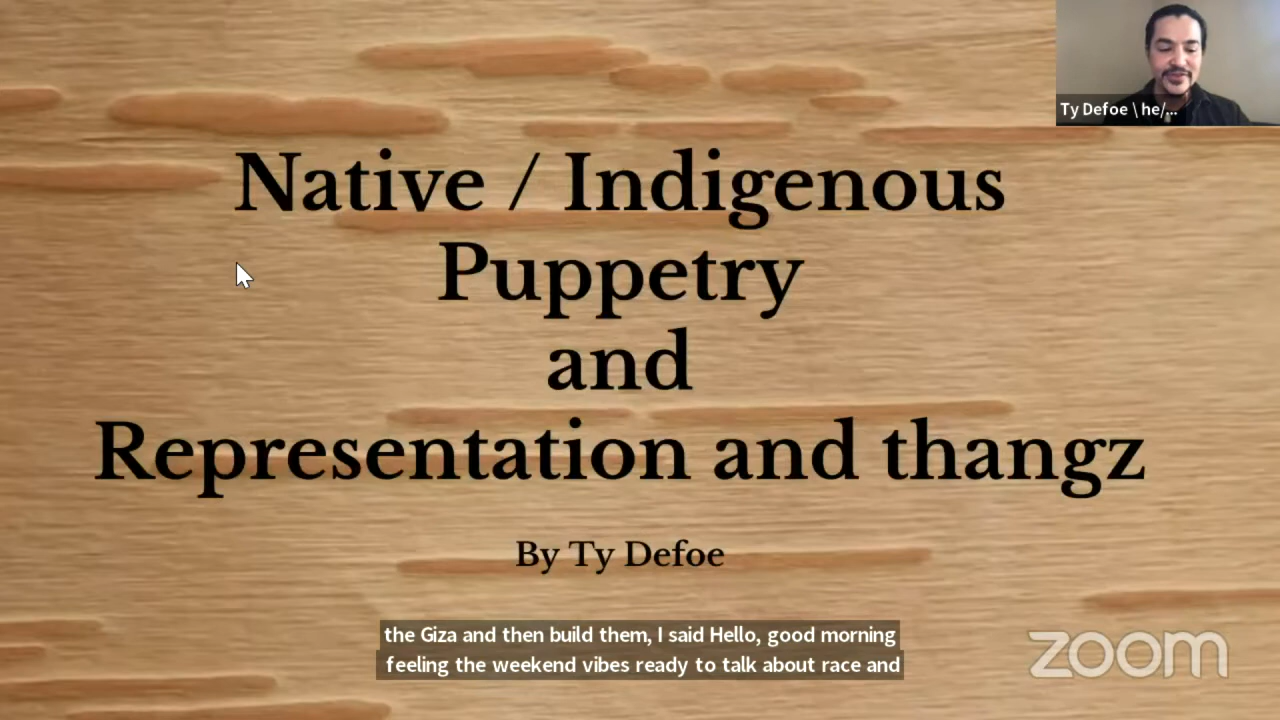 Ty Defoe \ he/...
Native / Indigenous
Puppetry
and
Representation and thangz
By Ty Defoe
the Giza and then build them, I said Hello, good morning
feeling the weekend vibes ready to talk about race and
zoom